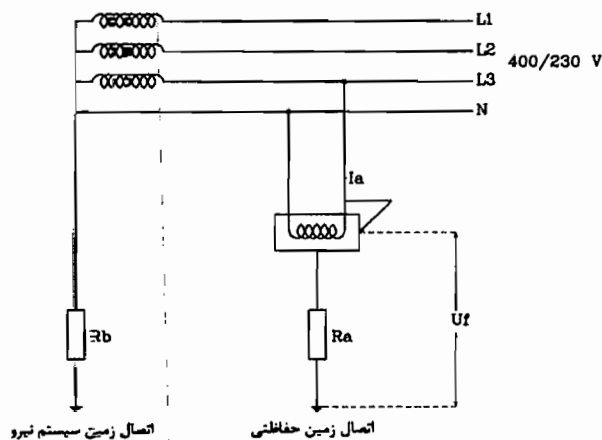 L1
L2
400/230 V
L3
N
Ia
Uf
Rb
Ra
اتصال زمین سیستم نیرو
اتصال زمین حفاظتی